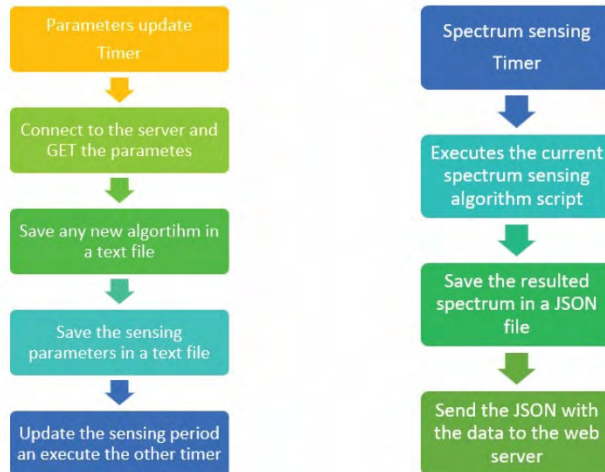 Parameters update
Timer
Connect to the server and
GET the parametes
Save any new algortihm in
a text file
Save the sensing
parameters in a text file
Update the sensing period
an execute the other timer
Spectrum sensing
Timer
Executes the current
spectrum sensing
algorithm script
Save the resulted
spectrum in a JSON
file
Send the JSON with
the data to the web
server